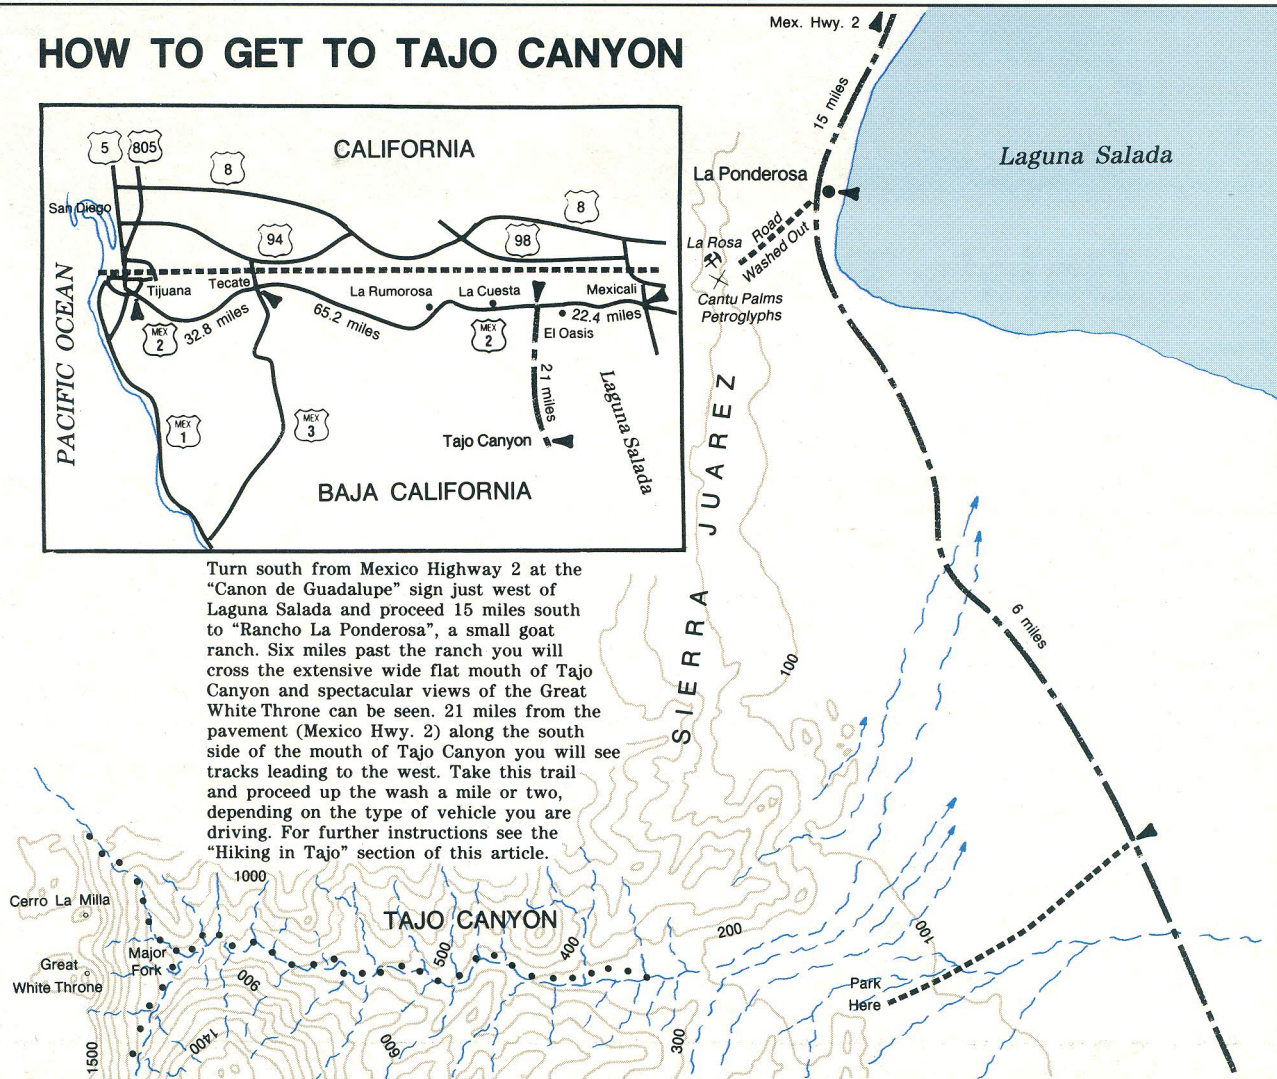 Mex. Hwy. 2
HOW TO GET TO TAJO CANYON
15 miles
CALIFORNIA
5
805
8
San Diego
94
8
98
Tijuana
Tecate
La Rumorosa
La Cuesta
Mexicali
MEX
2
32.8 miles
65.2 miles
MEX
2
El Oasis
22.4 miles
PACIFIC OCEAN
21 miles
Laguna Salada
MEX
1
MEX
3
Tajo Canyon
BAJA CALIFORNIA
Laguna Salada
La Ponderosa
La Rosa
Road
Washed Out
Cantu Palms
Petroglyphs
SIERRA JUAREZ
Turn south from Mexico Highway 2 at the
“Canon de Guadalupe” sign just west of
Laguna Salada and proceed 15 miles south
to “Rancho La Ponderosa”, a small goat
ranch. Six miles past the ranch you will
cross the extensive wide flat mouth of Tajo
Canyon and spectacular views of the Great
White Throne can be seen. 21 miles from the
pavement (Mexico Hwy. 2) along the south
side of the mouth of Tajo Canyon you will see
tracks leading to the west. Take this trail
and proceed up the wash a mile or two,
depending on the type of vehicle you are
driving. For further instructions see the
“Hiking in Tajo” section of this article.
6 miles
100
1000
Cerro La Milla
TAJO CANYON
200
100
Major
Fork
500
400
Great
White Throne
900
Park
Here
1500
1400
600
300